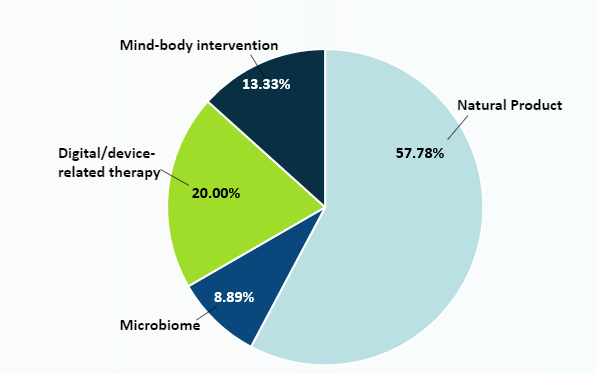 Mind-body intervention
13.33%
Natural Product
57.78%
Digital/device-
related therapy
20.00%
8.89%
Microbiome